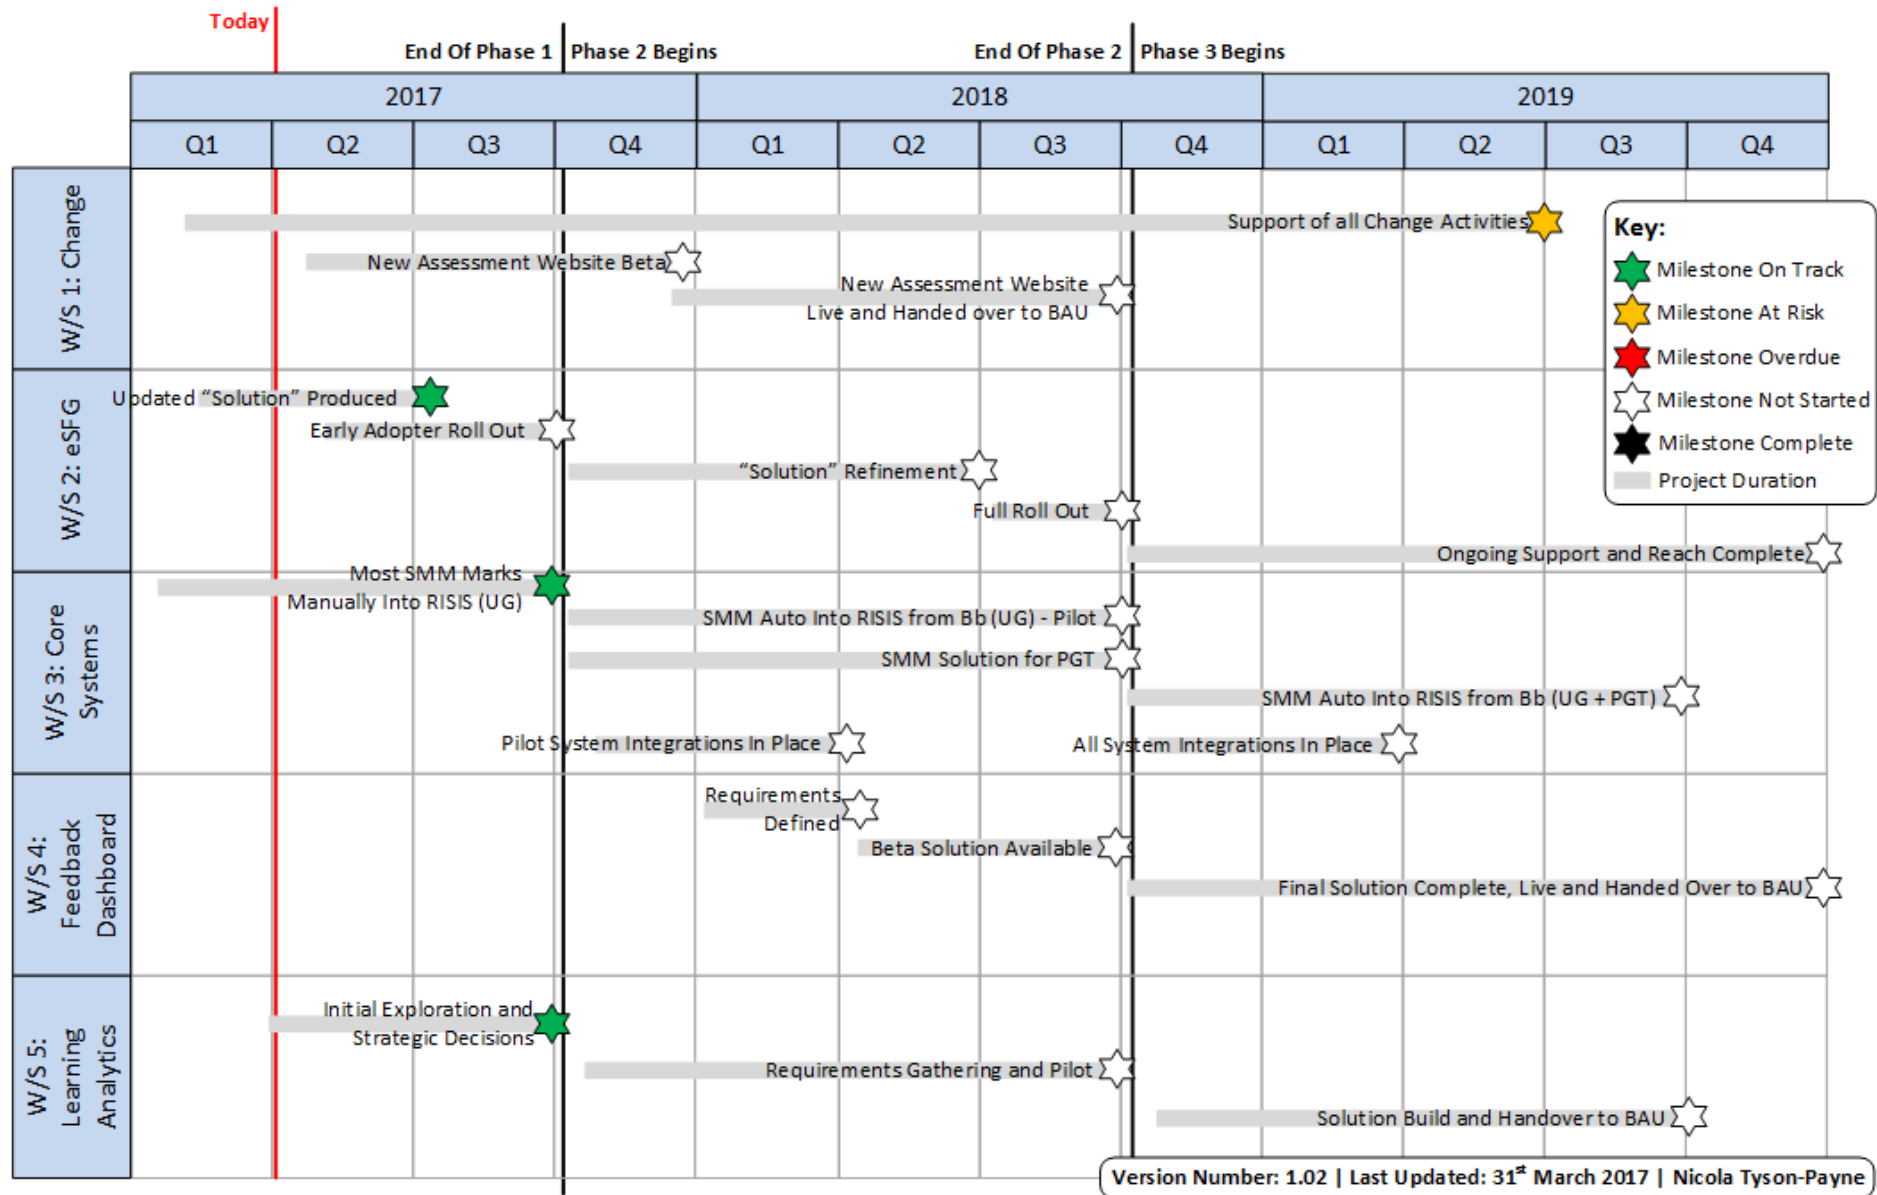 Today
End Of Phase 1
Phase 2 Begins
End Of Phase 2
Phase 3 Begins
2017
2018
2019
Q1
Q2
Q3
Q4
Q1
Q2
Q3
Q4
Q1
Q2
Q3
Q4
W/S 1: Change
Support of all Change Activities
New Assessment Website Beta
New Assessment Website
Live and Handed over to BAU
Key:
Milestone On Track
Milestone At Risk
Milestone Overdue
Milestone Not Started
Milestone Complete
Project Duration
W/S 2: eSFG
Updated “Solution” Produced
Early Adopter Roll Out
“Solution” Refinement
Full Roll Out
Ongoing Support and Reach Complete
W/S 3: Core
Systems
Most SMM Marks
Manually Into RISIS (UG)
SMM Auto Into RISIS from Bb (UG) - Pilot
SMM Solution for PGT
SMM Auto Into RISIS from Bb (UG + PGT)
Pilot System Integrations In Place
All System Integrations In Place
W/S 4:
Feedback
Dashboard
Requirements
Defined
Beta Solution Available
Final Solution Complete, Live and Handed Over to BAU
W/S 5:
Learning
Analytics
Initial Exploration and
Strategic Decisions
Requirements Gathering and Pilot
Solution Build and Handover to BAU
Version Number: 1.02 | Last Updated: 31st March 2017 | Nicola Tyson-Payne